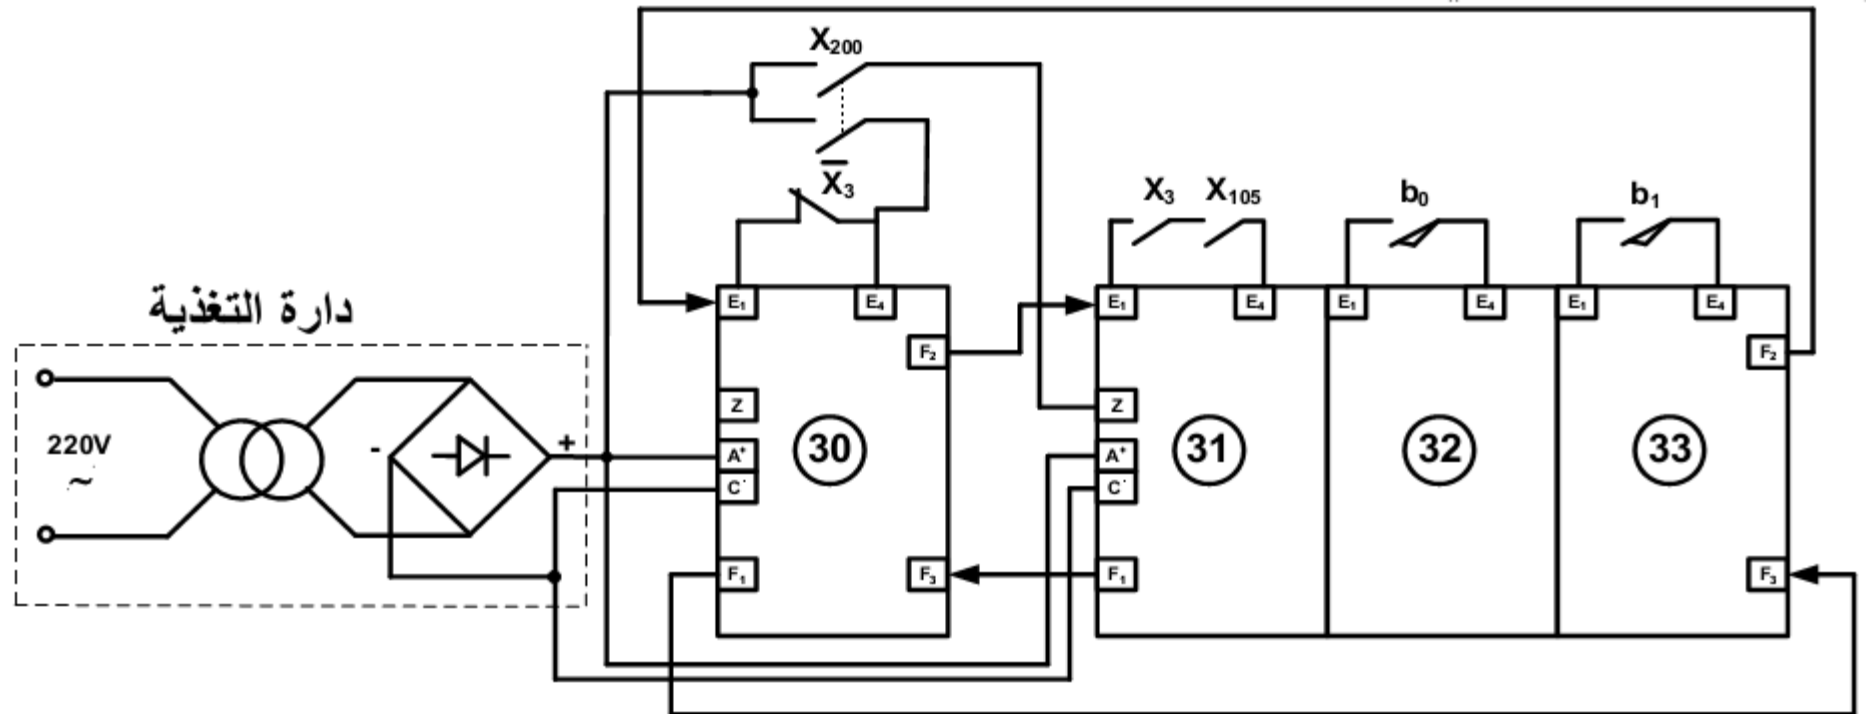 X200
X̄3
X3 X105 b0 b1
دارة التغذية
E1 E4 E1 E4 E1 E4 E1 E4
F2 F2
Z Z
220V
~
- +
A+ A+
C- C-
30 31 32 33
F1 F3 F1 F3